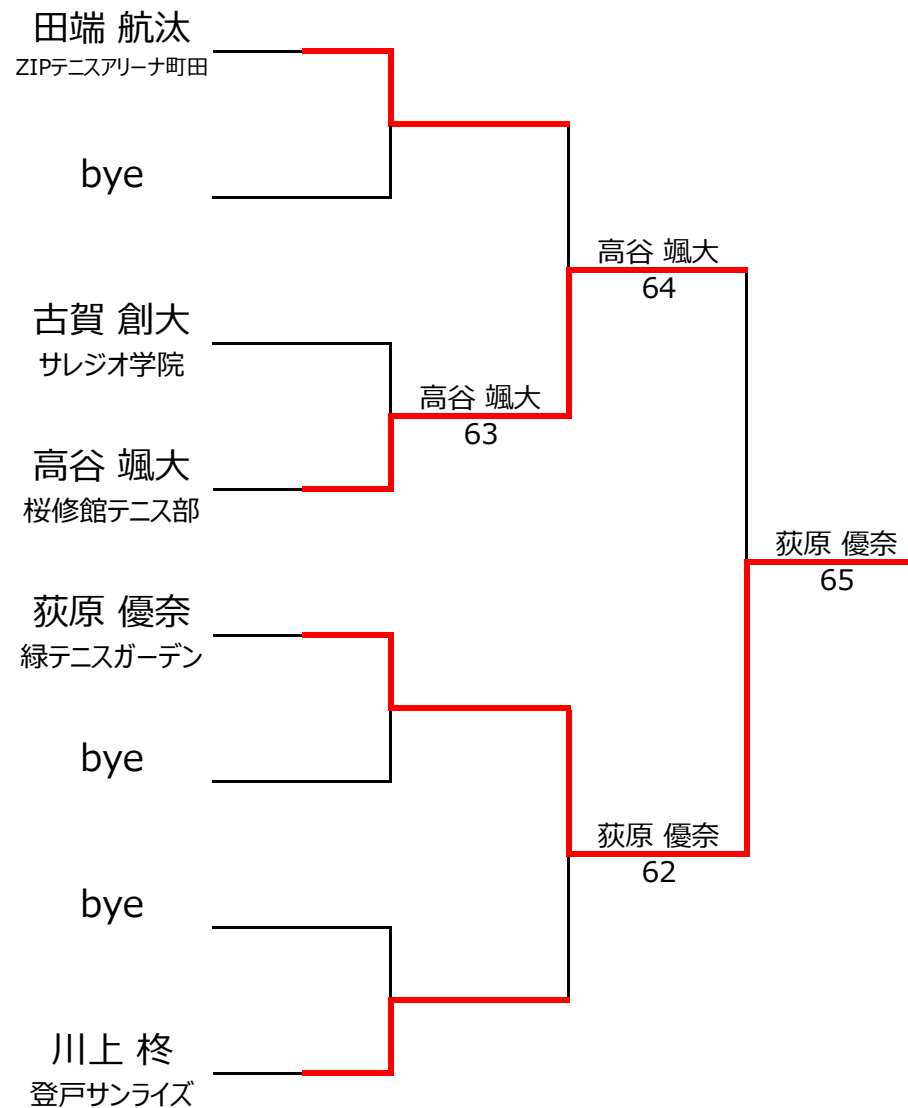 田端 航汰
ZIPテニスアリーナ町田
bye
高谷 颯大
64
古賀 創大
サレジオ学院
高谷 颯大
63
高谷 颯大
桜修館テニス部
荻原 優奈
65
荻原 優奈
緑テニスガーデン
bye
荻原 優奈
62
bye
川上 柊
登戸サンライズ